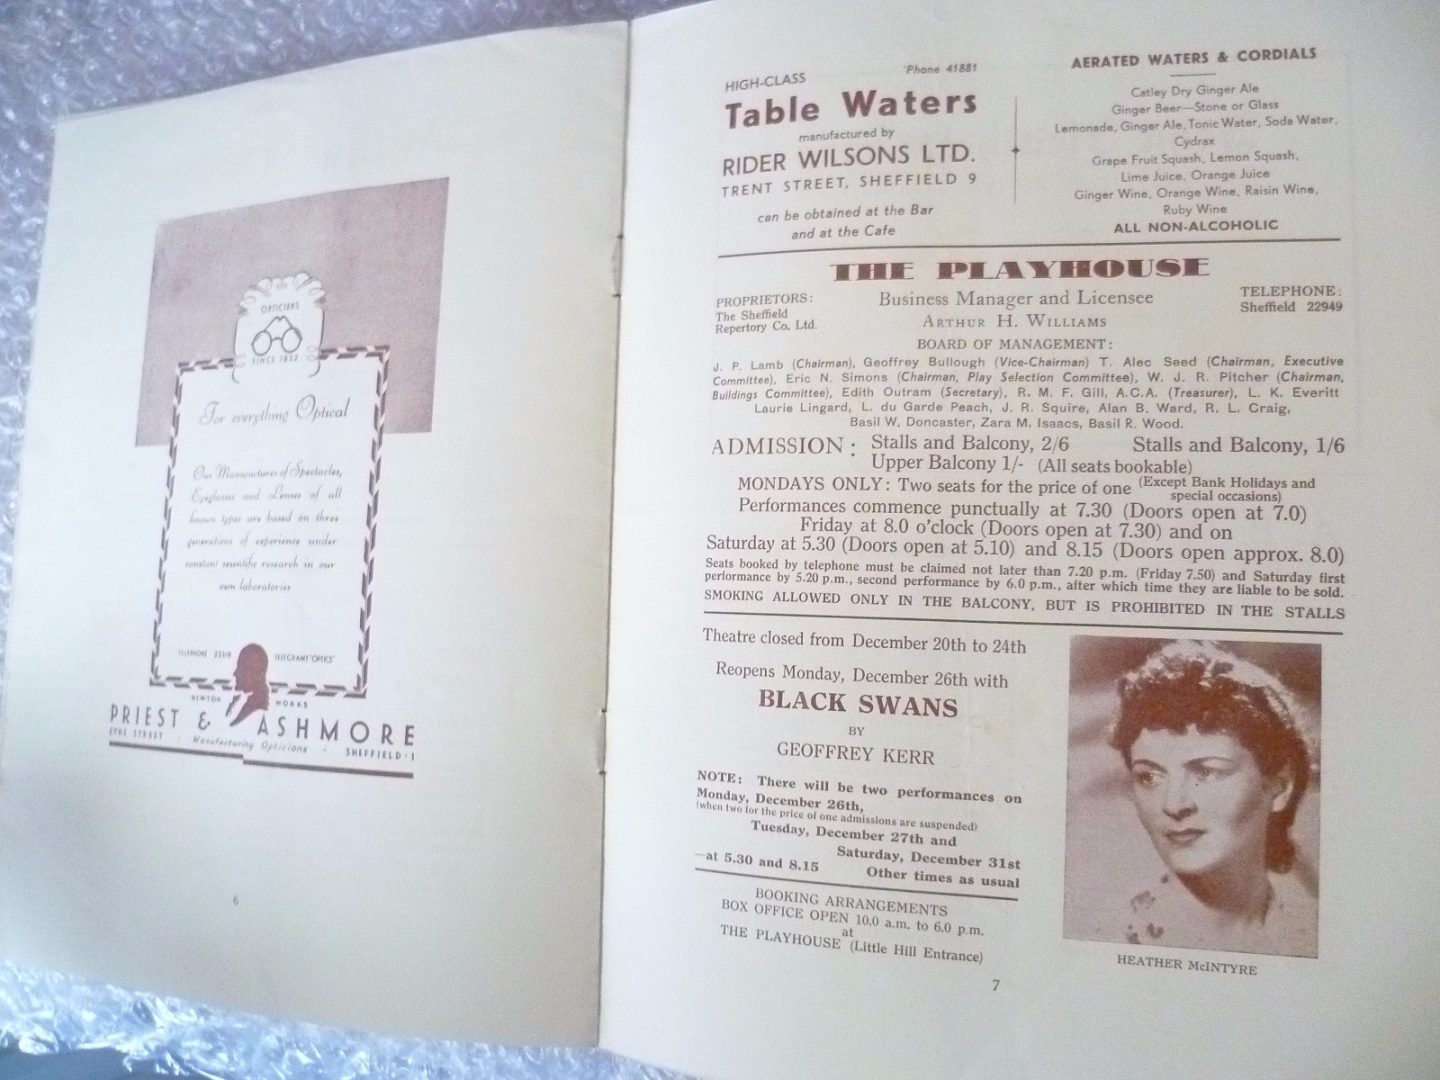 OPTICIANS
SINCE 1832
For everything Optical
Our Manufactures of Spectacles,
Eyeglasses and Lenses of all
known types are based on three
generations of experience under
constant scientific research in our
own laboratories
TELEPHONE 22518 TELEGRAMS "OPTICS"
NEWTON WORKS
PRIEST & ASHMORE
EYRE STREET · Manufacturing Opticians · SHEFFIELD·1
6
HIGH-CLASS 'Phone 41881
Table Waters
manufactured by
RIDER WILSONS LTD.
TRENT STREET, SHEFFIELD 9
can be obtained at the Bar
and at the Cafe
AERATED WATERS & CORDIALS
Catley Dry Ginger Ale
Ginger Beer—Stone or Glass
Lemonade, Ginger Ale, Tonic Water, Soda Water,
Cydrax
Grape Fruit Squash, Lemon Squash,
Lime Juice, Orange Juice
Ginger Wine, Orange Wine, Raisin Wine,
Ruby Wine
ALL NON-ALCOHOLIC
THE PLAYHOUSE
PROPRIETORS:
The Sheffield
Repertory Co. Ltd.
Business Manager and Licensee
ARTHUR H. WILLIAMS
TELEPHONE:
Sheffield 22949
BOARD OF MANAGEMENT:
J. P. Lamb (Chairman), Geoffrey Bullough (Vice-Chairman) T. Alec Seed (Chairman, Executive
Committee), Eric N. Simons (Chairman, Play Selection Committee), W. J. R. Pitcher (Chairman,
Buildings Committee), Edith Outram (Secretary), R. M. F. Gill, A.C.A. (Treasurer), L. K. Everitt
Laurie Lingard, L. du Garde Peach, J. R. Squire, Alan B. Ward, R. L. Craig,
Basil W. Doncaster, Zara M. Isaacs, Basil R. Wood.
ADMISSION: Stalls and Balcony, 2/6 Stalls and Balcony, 1/6
Upper Balcony 1/- (All seats bookable)
MONDAYS ONLY: Two seats for the price of one (Except Bank Holidays and
special occasions)
Performances commence punctually at 7.30 (Doors open at 7.0)
Friday at 8.0 o'clock (Doors open at 7.30) and on
Saturday at 5.30 (Doors open at 5.10) and 8.15 (Doors open approx. 8.0)
Seats booked by telephone must be claimed not later than 7.20 p.m. (Friday 7.50) and Saturday first
performance by 5.20 p.m., second performance by 6.0 p.m., after which time they are liable to be sold.
SMOKING ALLOWED ONLY IN THE BALCONY, BUT IS PROHIBITED IN THE STALLS
Theatre closed from December 20th to 24th
Reopens Monday, December 26th with
BLACK SWANS
BY
GEOFFREY KERR
NOTE: There will be two performances on
Monday, December 26th,
(when two for the price of one admissions are suspended)
Tuesday, December 27th and
Saturday, December 31st
—at 5.30 and 8.15 Other times as usual
BOOKING ARRANGEMENTS
BOX OFFICE OPEN 10.0 a.m. to 6.0 p.m.
at
THE PLAYHOUSE (Little Hill Entrance)
HEATHER McINTYRE
7